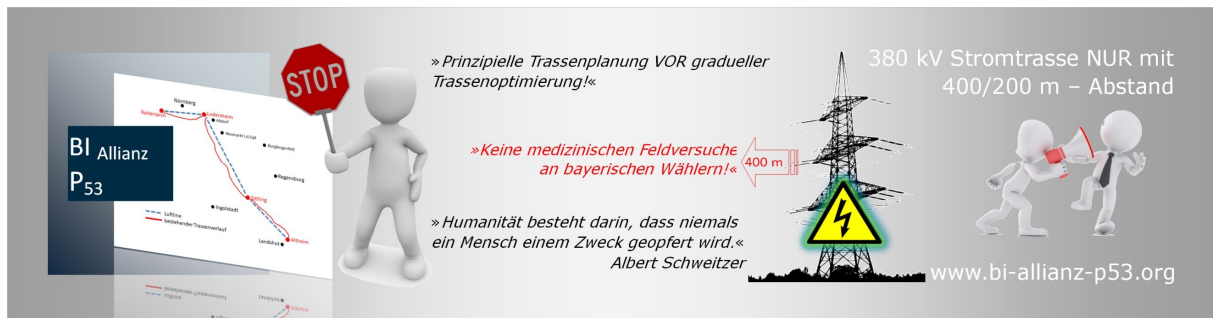 BI Allianz
P53
Nürnberg
Raitersaich
Ludersheim
Altdorf
Neumarkt i.d.Opf
Burglengenfeld
Regensburg
Sittling
Ingolstadt
Luftlinie
bestehender Trassenverlauf
Landshut
Altheim
STOP
»Prinzipielle Trassenplanung VOR gradueller
Trassenoptimierung!«
»Keine medizinischen Feldversuche
an bayerischen Wählern!«
400 m
»Humanität besteht darin, dass niemals
ein Mensch einem Zweck geopfert wird.«
Albert Schweitzer
380 kV Stromtrasse NUR mit
400/200 m – Abstand
www.bi-allianz-p53.org